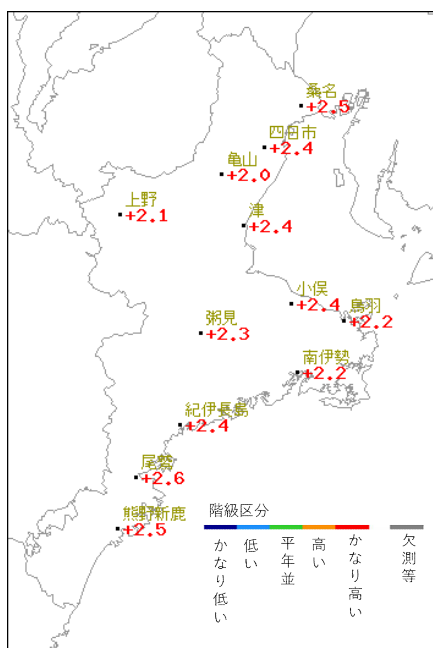 桑名
+2.5
四日市
+2.4
亀山
+2.0
上野
+2.1
津
+2.4
小俣
+2.4
鳥羽
+2.2
粥見
+2.3
南伊勢
+2.2
紀伊長島
+2.4
尾鷲
+2.6
熊野新鹿
+2.5
階級区分
かなり低い
低い
平年並
高い
かなり高い
欠測等